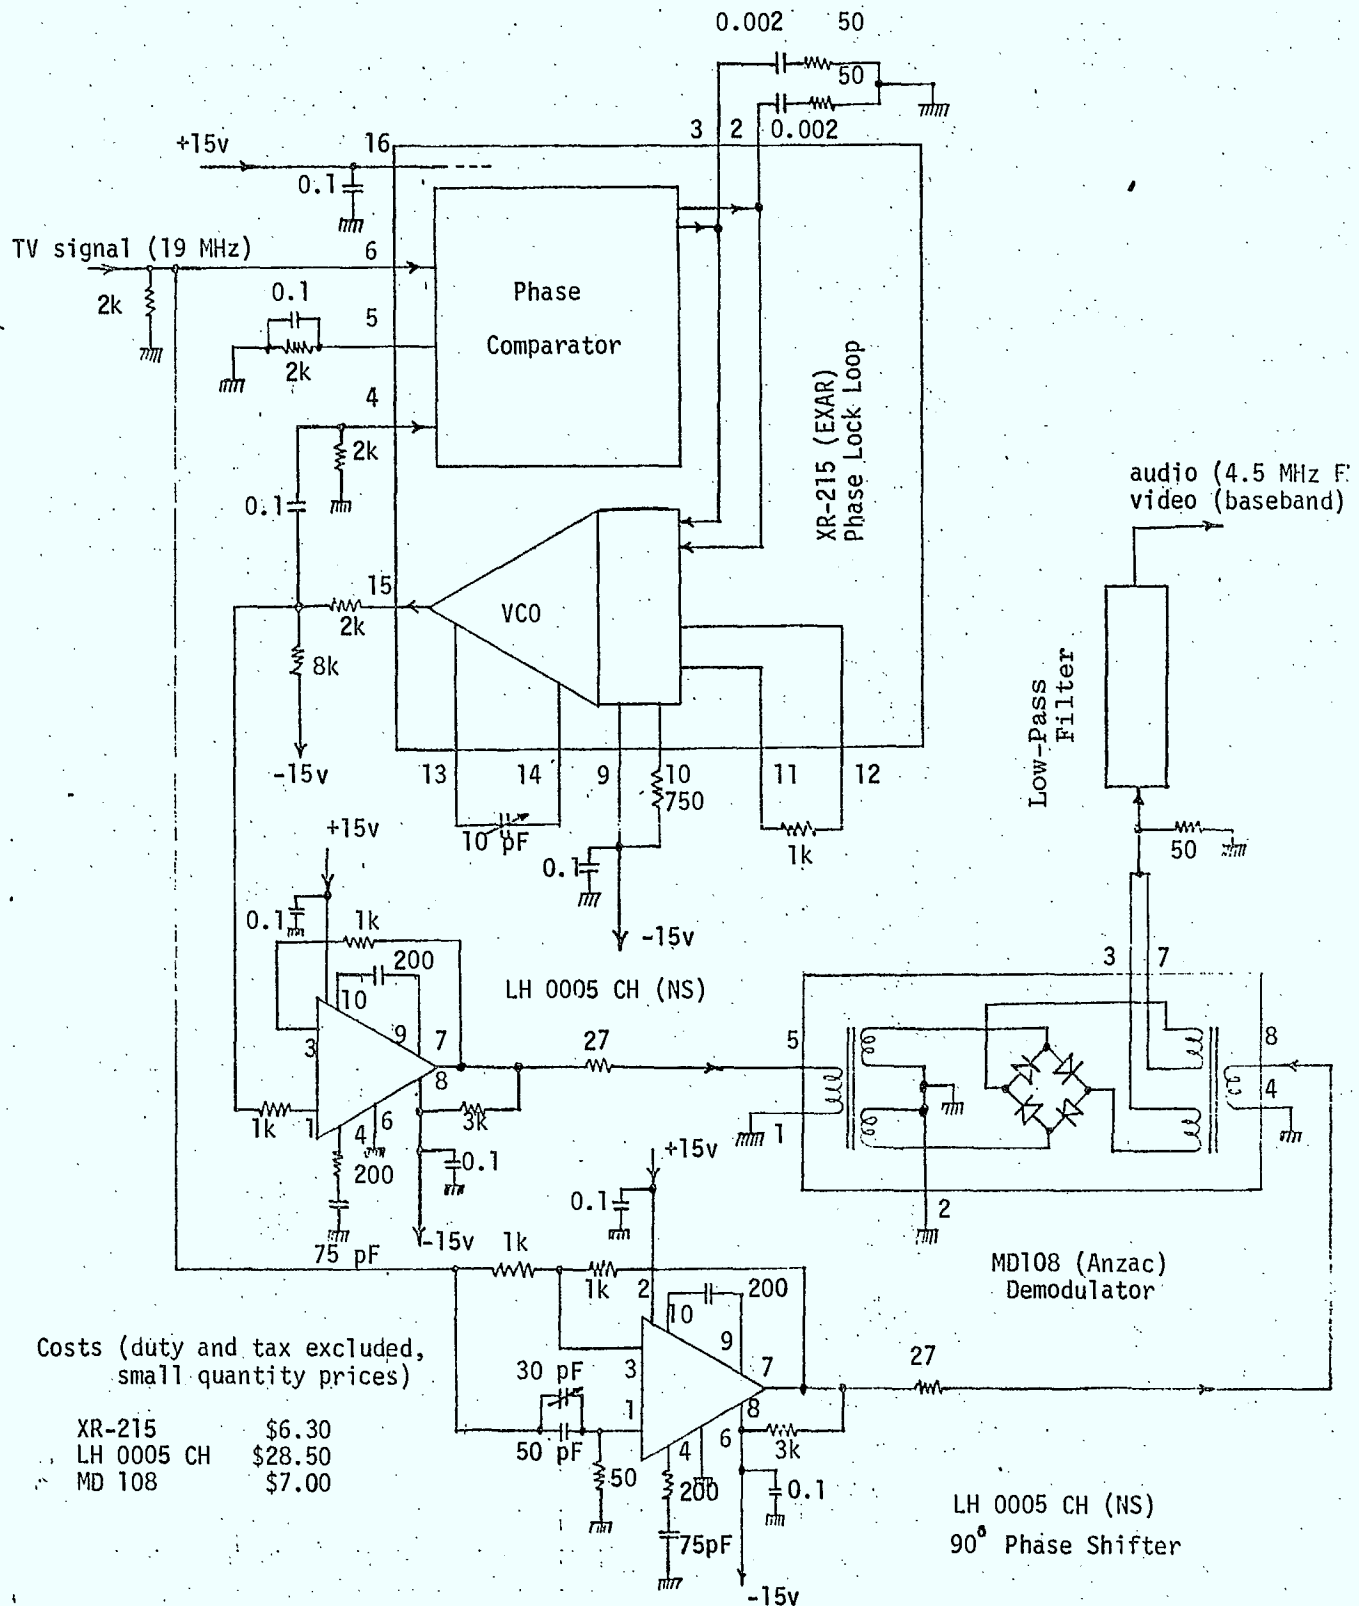 0.002 50
50
3 2 0.002
+15v 16
0.1
TV signal (19 MHz) 6
2k
0.1
5
2k
4
2k
0.1
Phase
Comparator
XR-215 (EXAR)
Phase Lock Loop
audio (4.5 MHz F
video (baseband)
15
VCO
2k
8k
-15v
13 14 9 10 11 12
750
10 pF
0.1
1k
-15v
Low-Pass
Filter
50
+15v
0.1
1k
200
10
9
3
7
8
1k
1
4
6
3k
200
0.1
75 pF
-15v
LH 0005 CH (NS)
27
3 7
5
8
4
1
2
MD108 (Anzac)
Demodulator
+15v
0.1
1k
1k
2
200
10
9
3
7
8
30 pF
1
50 pF
50
4
6
3k
200
0.1
75pF
-15v
27
LH 0005 CH (NS)
90° Phase Shifter
Costs (duty and tax excluded,
small quantity prices)
XR-215 $6.30
LH 0005 CH $28.50
MD 108 $7.00